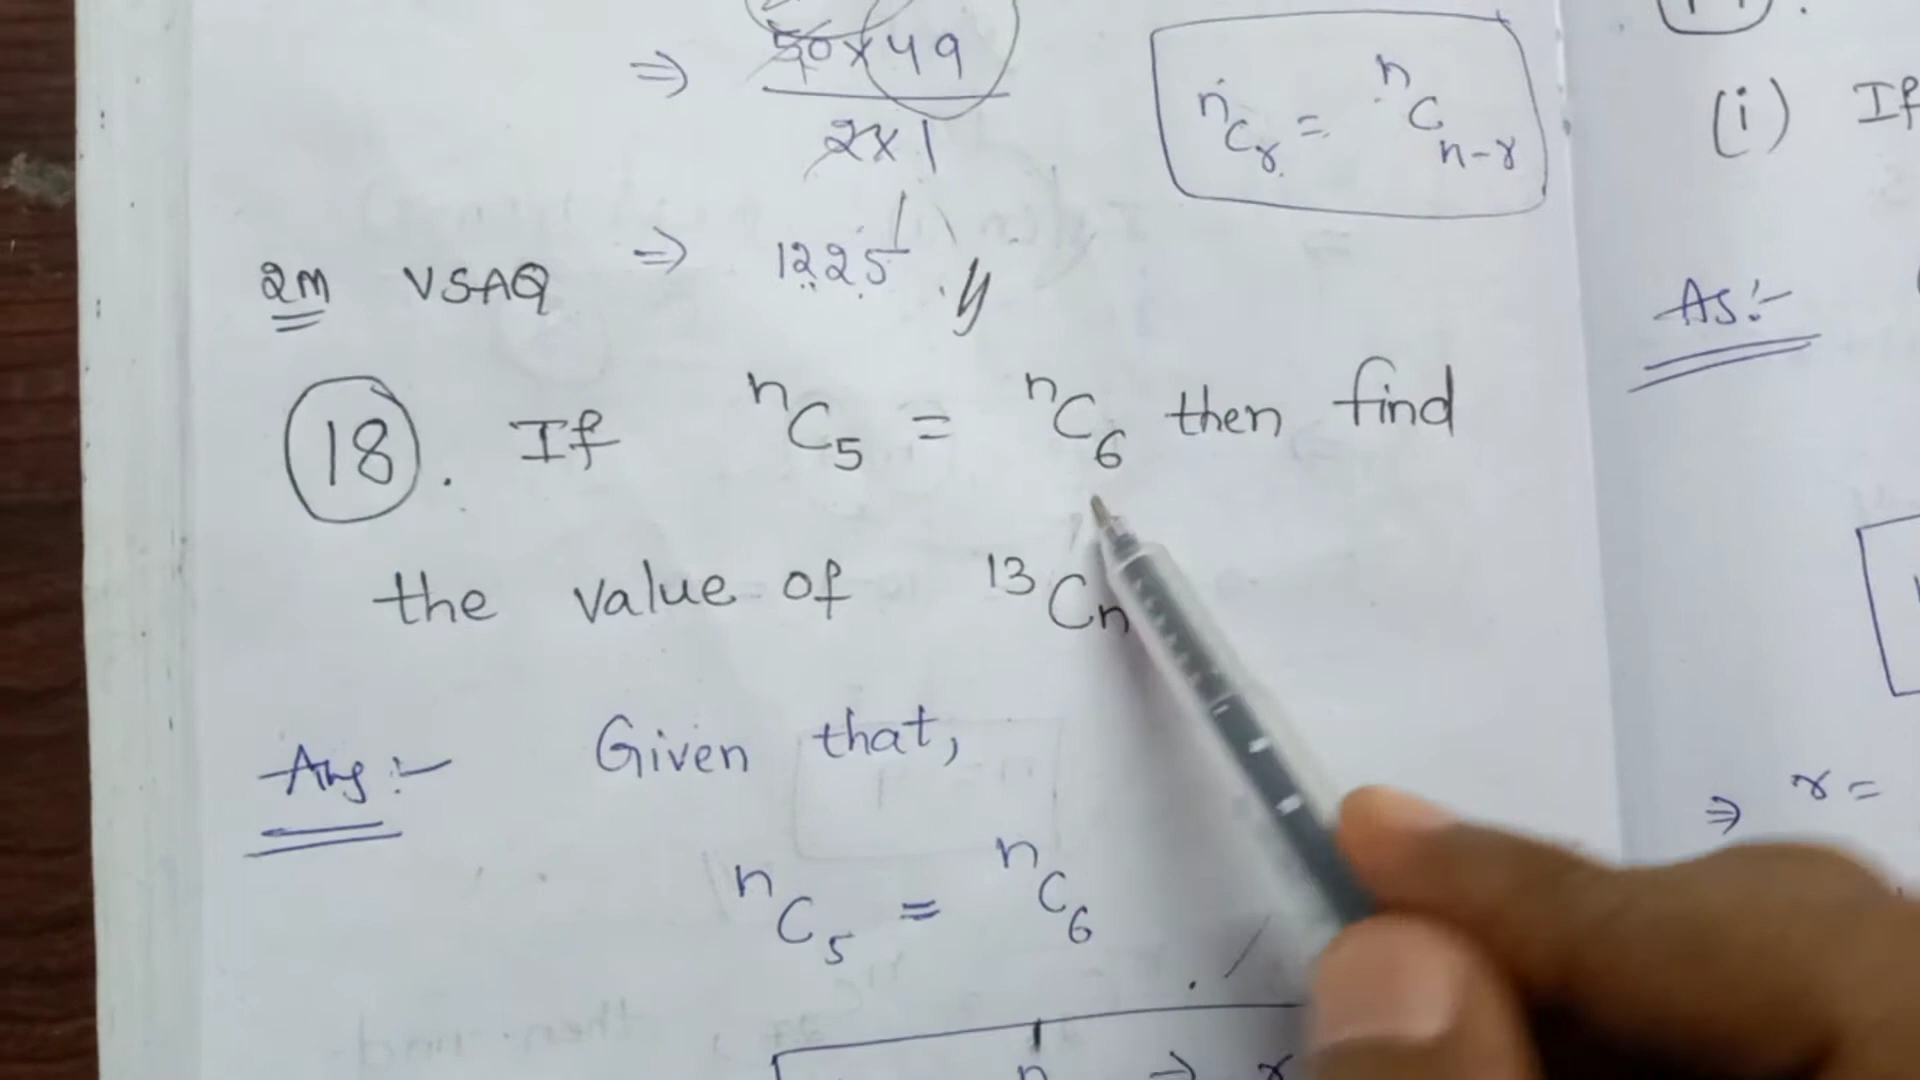 ⇒ 50×49
2×1
ⁿCᵣ = ⁿCₙ₋ᵣ
(i) If
2M VSAQ ⇒ 1225
As:-
18. If ⁿC₅ = ⁿC₆ then find
the value of ¹³Cₙ
Ans:- Given that,
⇒ r =
ⁿC₅ = ⁿC₆
n ⇒ r